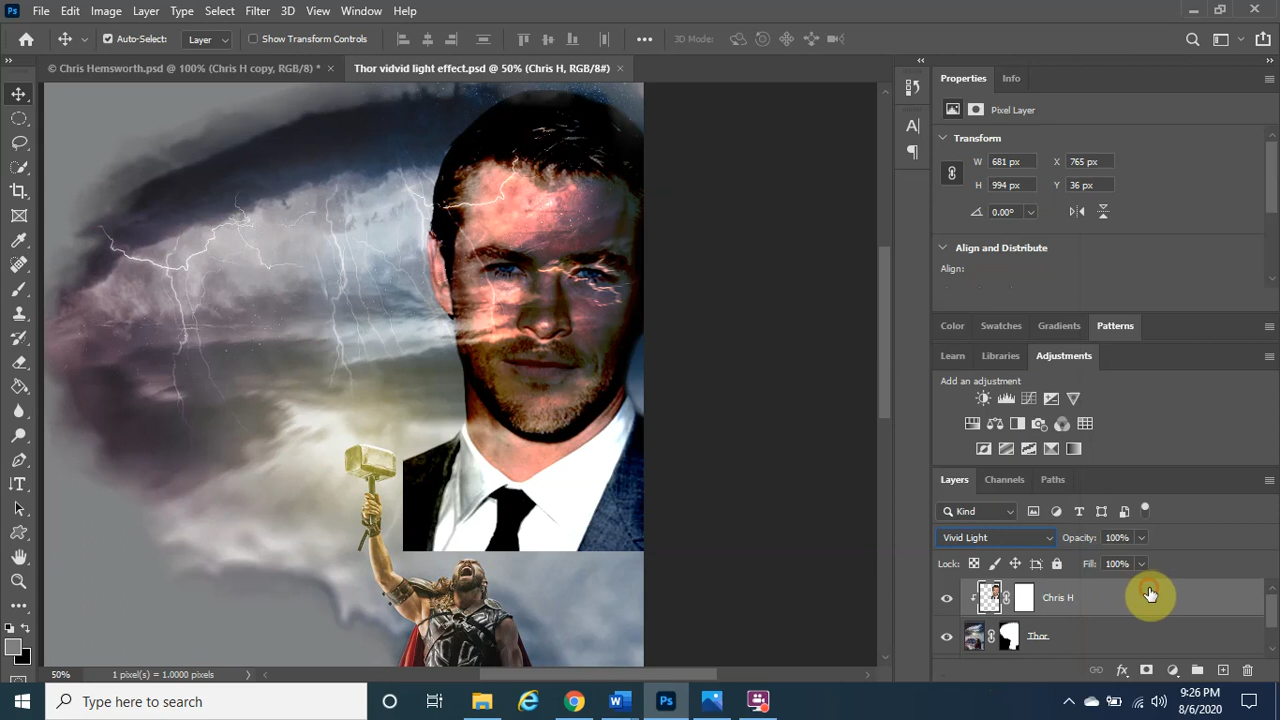 Ps File Edit Image Layer Type Select Filter 3D View Window Help
Auto-Select: Layer Show Transform Controls 3D Mode:
© Chris Hemsworth.psd @ 100% (Chris H copy, RGB/8) * × Thor vidvid light effect.psd @ 50% (Chris H, RGB/8#) ×
Properties Info
Pixel Layer
Transform
W 681 px X 765 px
H 994 px Y 36 px
0.00°
Align and Distribute
Align:
Color Swatches Gradients Patterns
Learn Libraries Adjustments
Add an adjustment
Layers Channels Paths
Kind
Vivid Light Opacity: 100%
Lock: Fill: 100%
Chris H
Thor
50% 1 pixel(s) = 1.0000 pixels
Type here to search
W
Ps
9:26 PM
8/6/2020